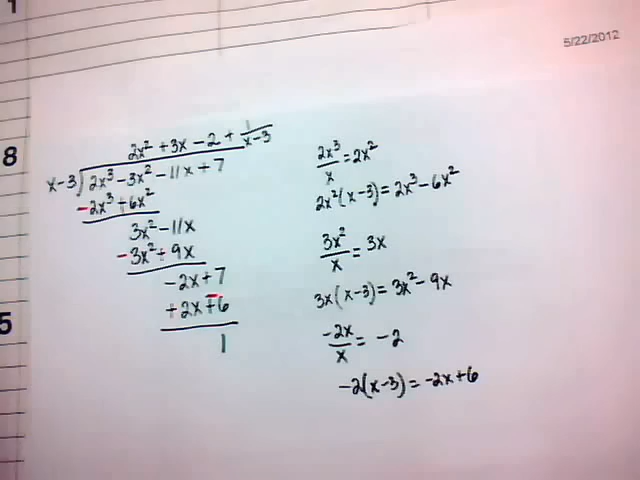 1
5/22/2012
8
5
2x² + 3x - 2 + 1/x-3
x-3 2x³ - 3x² - 11x + 7
- 2x³ + 6x²
3x² - 11x
- 3x² + 9x
- 2x + 7
+ 2x - 6
1
2x³/x = 2x²
2x²(x-3) = 2x³ - 6x²
3x²/x = 3x
3x(x-3) = 3x² - 9x
-2x/x = -2
-2(x-3) = -2x + 6